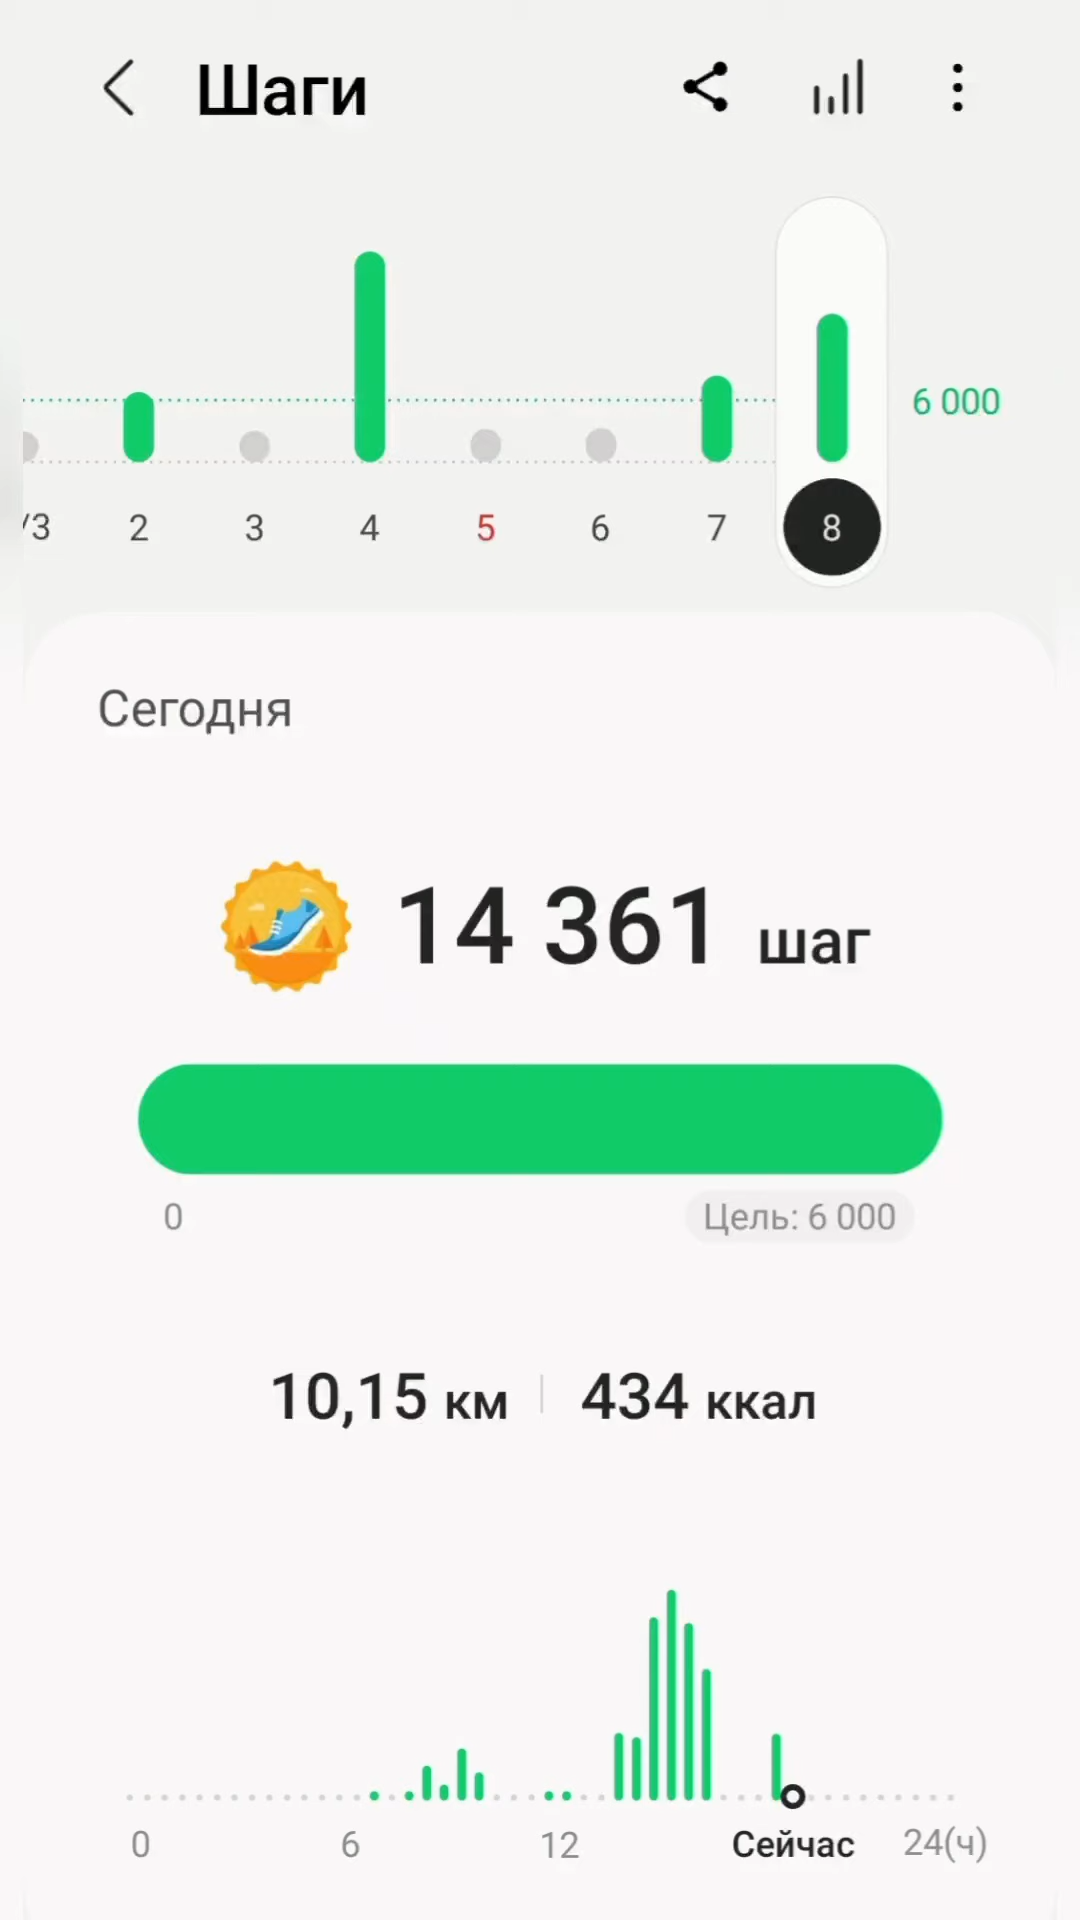 Шаги
6 000
/3 2 3 4 5 6 7 8
Сегодня
14 361 шаг
0 Цель: 6 000
10,15 км 434 ккал
0 6 12 Сейчас 24(ч)